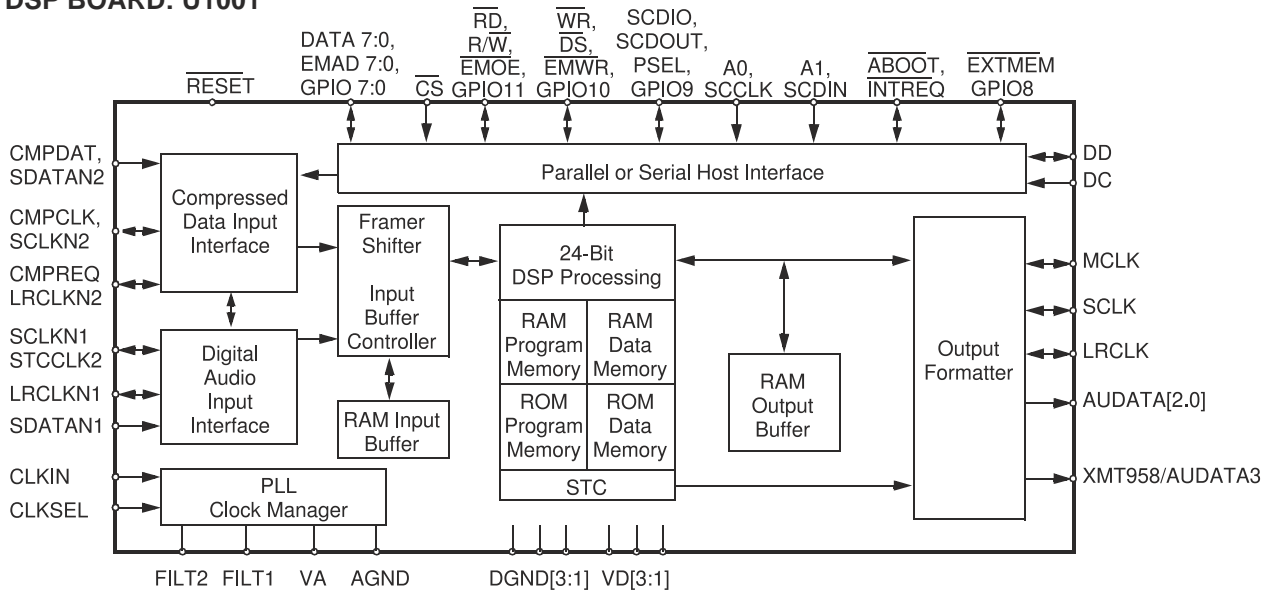 DSP BOARD: U1001
RESET
DATA 7:0,
EMAD 7:0,
GPIO 7:0
CS
RD,
R/W,
EMOE,
GPIO11
WR,
DS,
EMWR,
GPIO10
SCDIO,
SCDOUT,
PSEL,
GPIO9
A0,
SCCLK
A1,
SCDIN
ABOOT,
INTREQ
EXTMEM
GPIO8
CMPDAT,
SDATAN2
CMPCLK,
SCLKN2
CMPREQ
LRCLKN2
SCLKN1
STCCLK2
LRCLKN1
SDATAN1
CLKIN
CLKSEL
Compressed
Data Input
Interface
Digital
Audio
Input
Interface
PLL
Clock Manager
Parallel or Serial Host Interface
Framer
Shifter
Input
Buffer
Controller
RAM Input
Buffer
24-Bit
DSP Processing
RAM
Program
Memory
RAM
Data
Memory
ROM
Program
Memory
ROM
Data
Memory
STC
RAM
Output
Buffer
Output
Formatter
DD
DC
MCLK
SCLK
LRCLK
AUDATA[2.0]
XMT958/AUDATA3
FILT2
FILT1
VA
AGND
DGND[3:1]
VD[3:1]